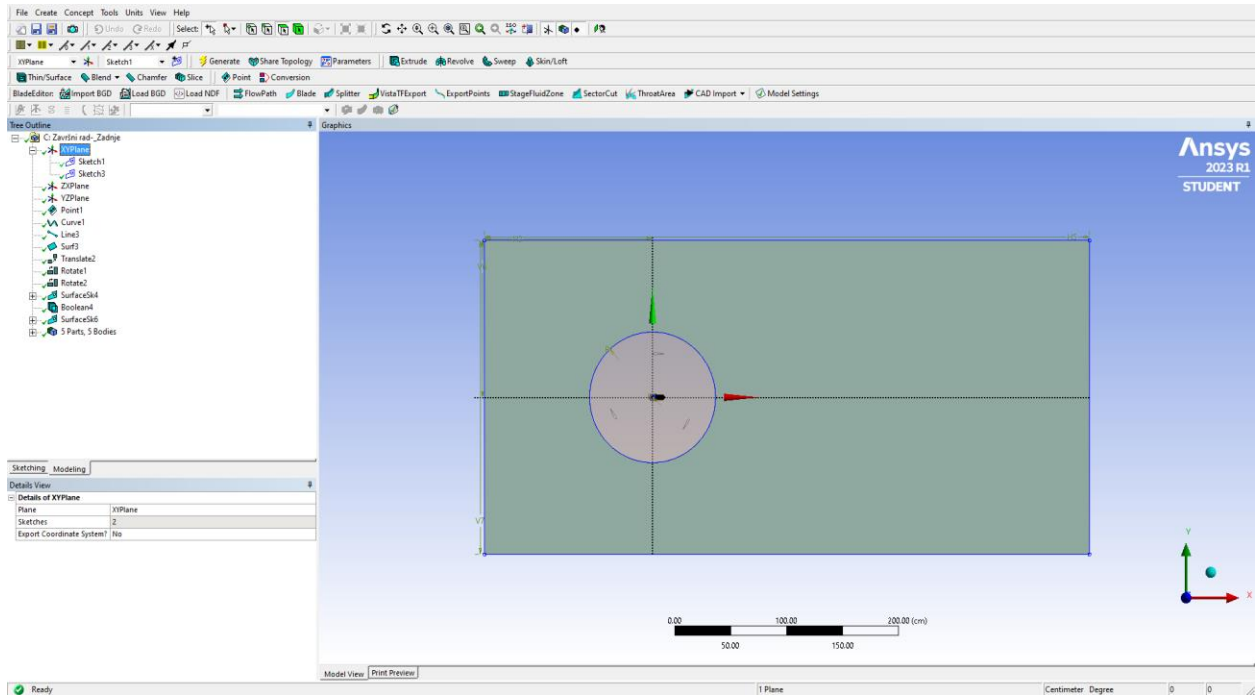 File Create Concept Tools Units View Help
Undo Redo Select:
XYPlane Sketch1 Generate Share Topology Parameters Extrude Revolve Sweep Skin/Loft
Thin/Surface Blend Chamfer Slice Point Conversion
BladeEditor: Import BGD Load BGD Load NDF FlowPath Blade Splitter VistaTFExport ExportPoints StageFluidZone SectorCut ThroatArea CAD Import Model Settings
Tree Outline
C: Završni rad-_Zadnje
XYPlane
Sketch1
Sketch3
ZXPlane
YZPlane
Point1
Curve1
Line3
Surf3
Translate2
Rotate1
Rotate2
SurfaceSk4
Boolean4
SurfaceSk6
5 Parts, 5 Bodies
Sketching Modeling
Details View
Details of XYPlane
Plane XYPlane
Sketches 2
Export Coordinate System? No
Graphics
Ansys
2023 R1
STUDENT
Y
X
0.00 100.00 200.00 (cm)
50.00 150.00
Model View Print Preview
Ready 1 Plane Centimeter Degree 0 0